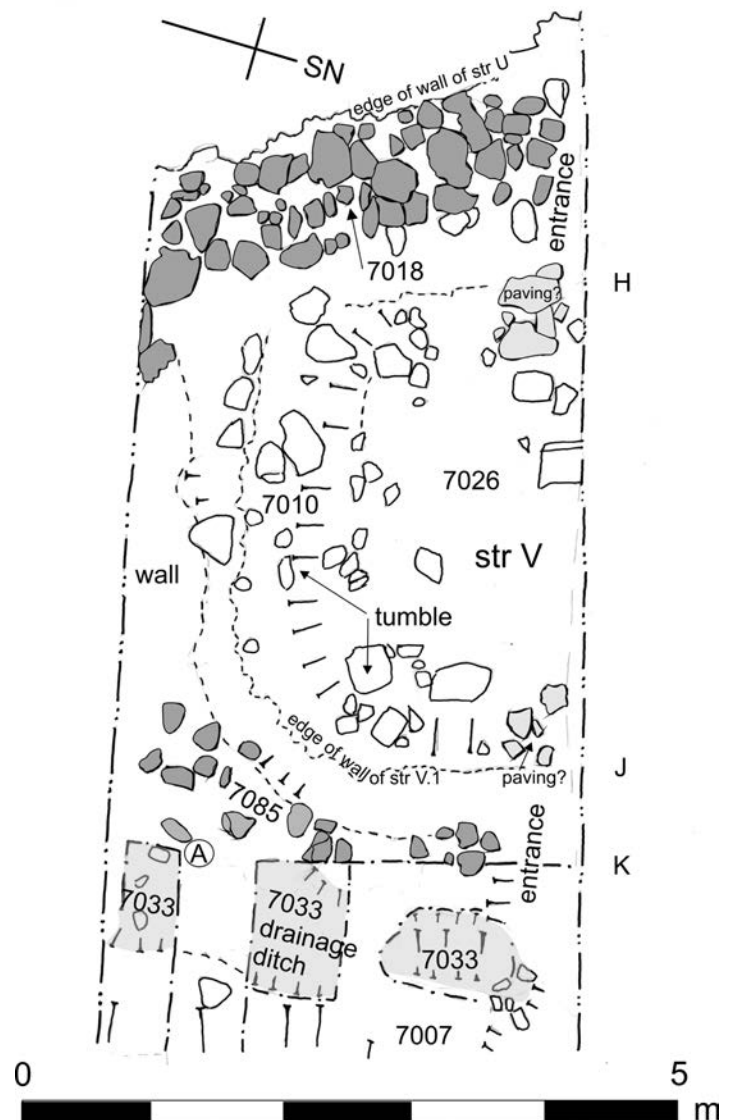 SN
edge of wall of str U
entrance
7018
H
paving?
7026
7010
str V
wall
tumble
edge of wall of str V.1
paving?
J
7085
entrance
A
K
7033
7033
drainage
ditch
7033
7007
0
5
m